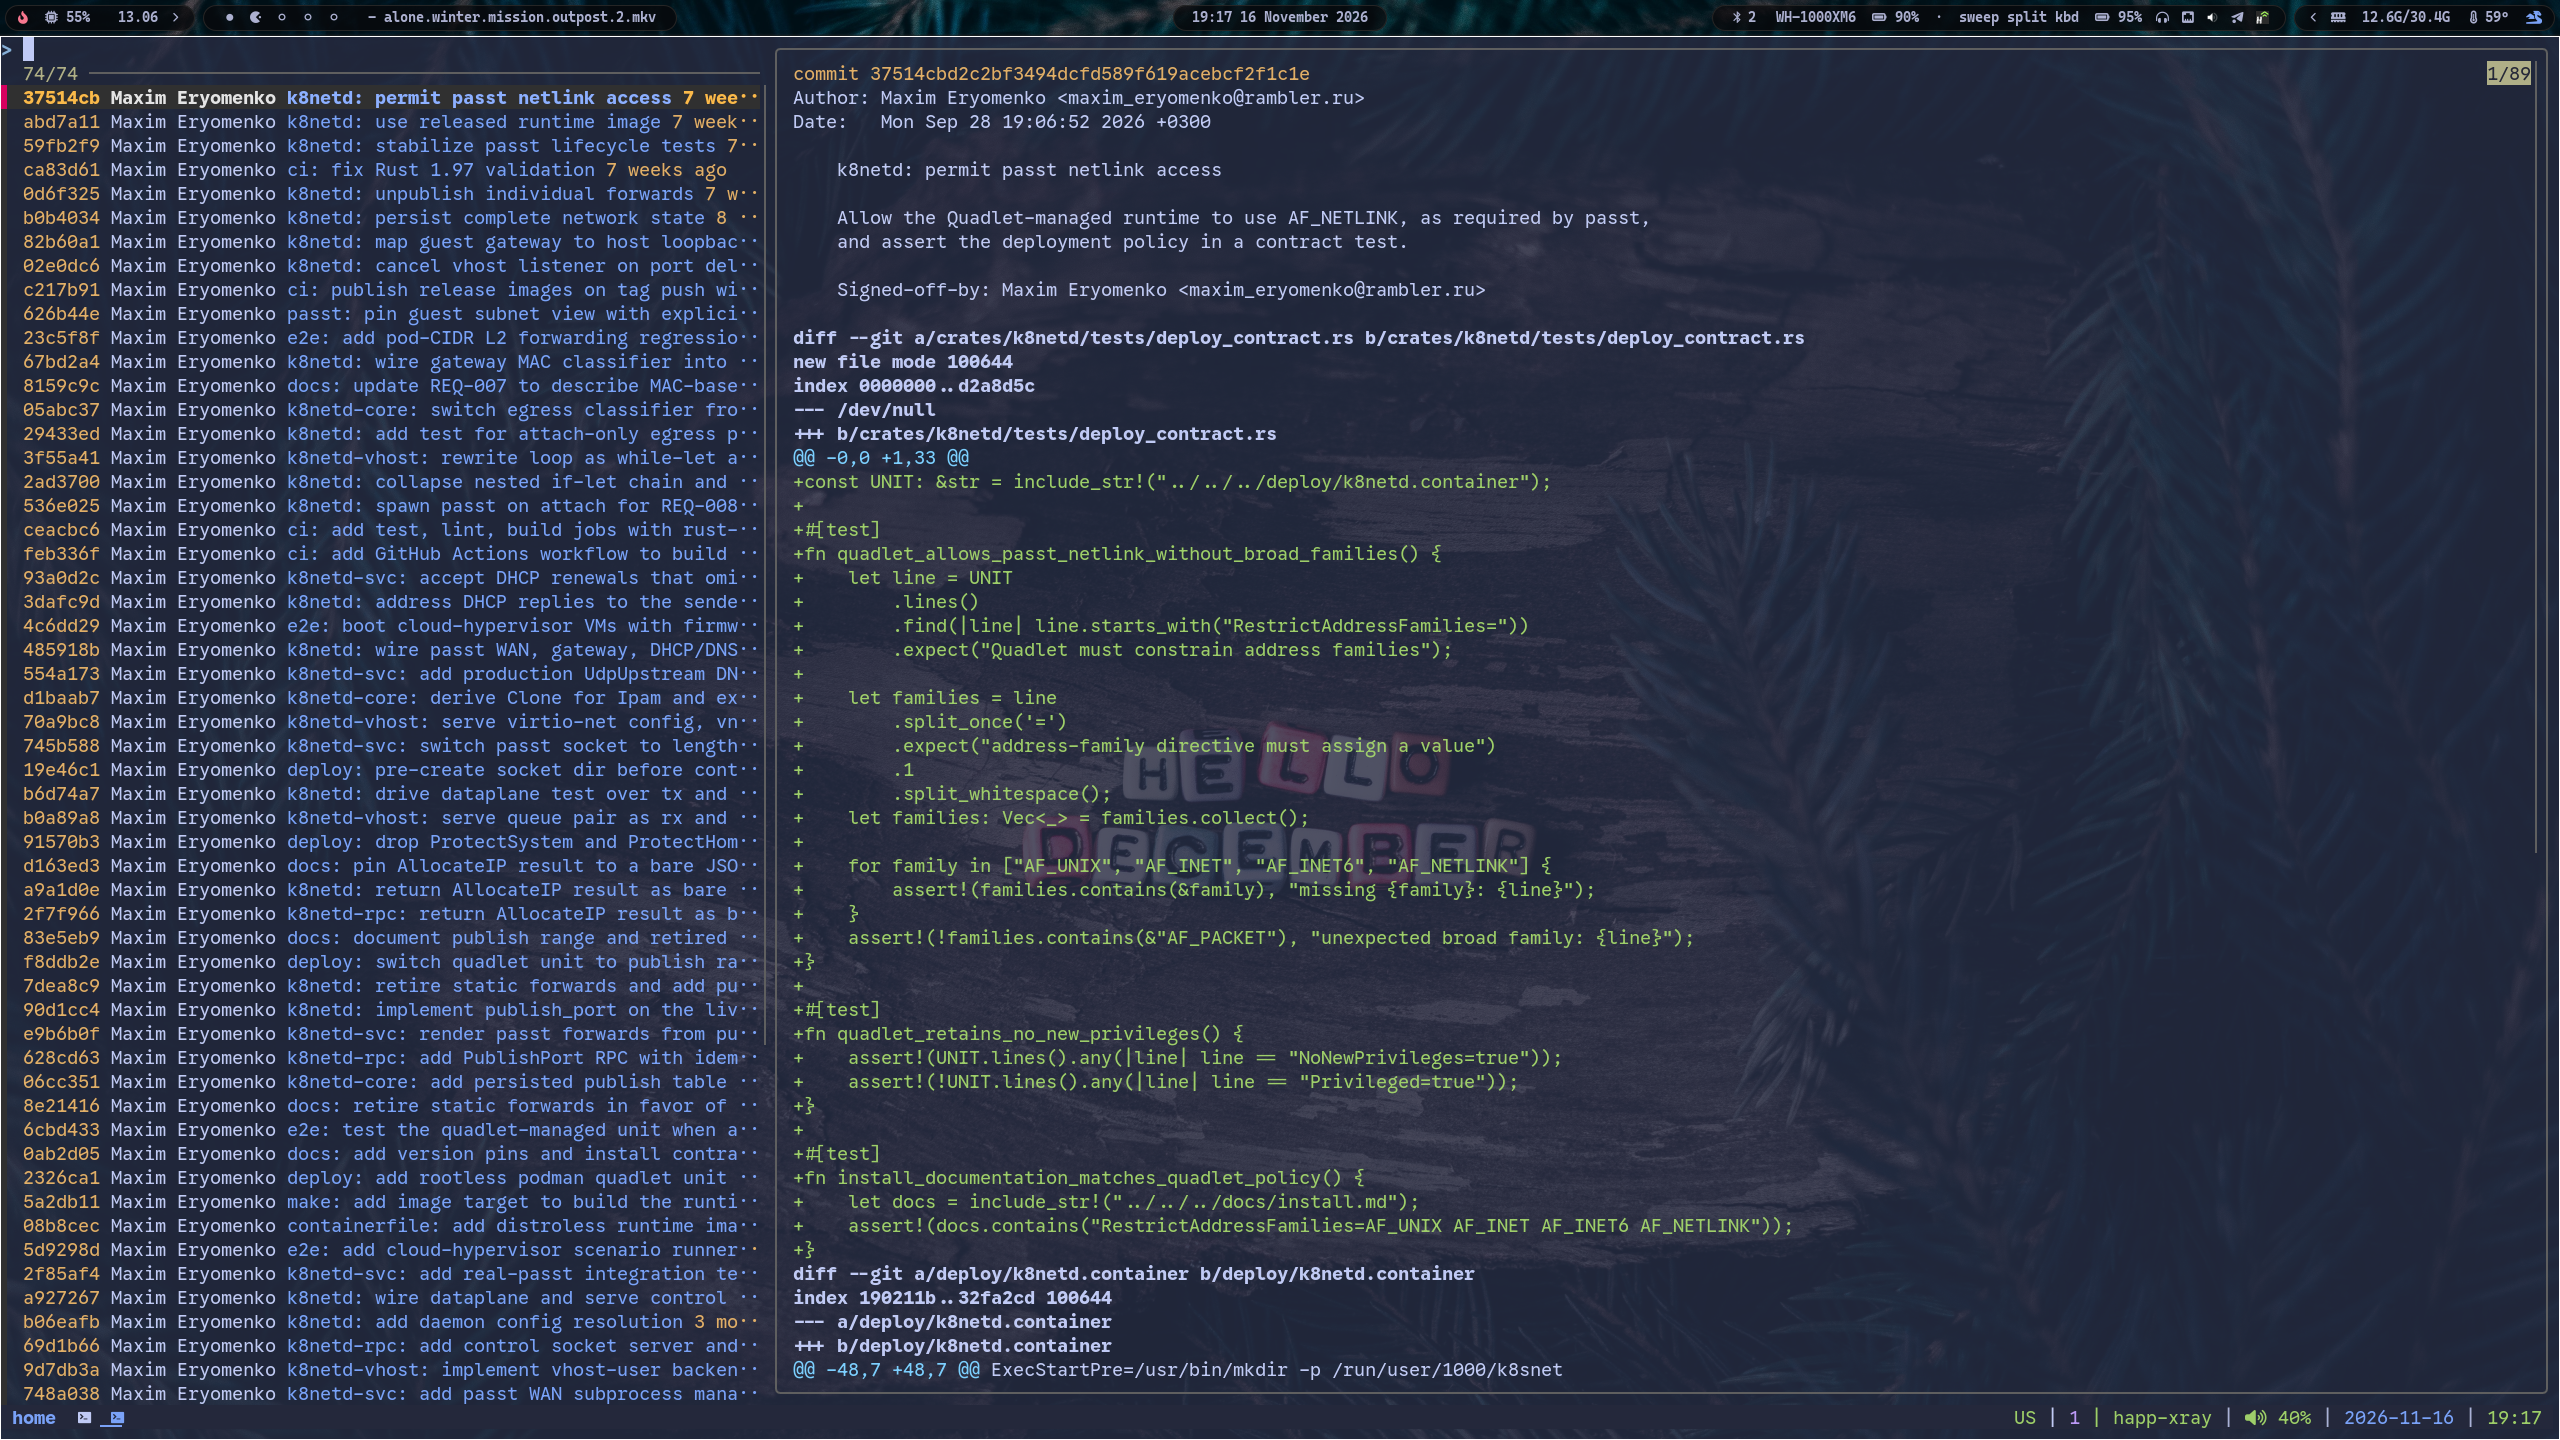 55% 13.06 — alone.winter.mission.outpost.2.mkv 19:17 16 November 2026 2 WH-1000XM6 90% · sweep split kbd 95% 12.6G/30.4G 59°
>
74/74
37514cb Maxim Eryomenko k8netd: permit passt netlink access 7 wee··
abd7a11 Maxim Eryomenko k8netd: use released runtime image 7 week··
59fb2f9 Maxim Eryomenko k8netd: stabilize passt lifecycle tests 7··
ca83d61 Maxim Eryomenko ci: fix Rust 1.97 validation 7 weeks ago
0d6f325 Maxim Eryomenko k8netd: unpublish individual forwards 7 w··
b0b4034 Maxim Eryomenko k8netd: persist complete network state 8 ··
82b60a1 Maxim Eryomenko k8netd: map guest gateway to host loopbac··
02e0dc6 Maxim Eryomenko k8netd: cancel vhost listener on port del··
c217b91 Maxim Eryomenko ci: publish release images on tag push wi··
626b44e Maxim Eryomenko passt: pin guest subnet view with explici··
23c5f8f Maxim Eryomenko e2e: add pod-CIDR L2 forwarding regressio··
67bd2a4 Maxim Eryomenko k8netd: wire gateway MAC classifier into ··
8159c9c Maxim Eryomenko docs: update REQ-007 to describe MAC-base··
05abc37 Maxim Eryomenko k8netd-core: switch egress classifier fro··
29433ed Maxim Eryomenko k8netd: add test for attach-only egress p··
3f55a41 Maxim Eryomenko k8netd-vhost: rewrite loop as while-let a··
2ad3700 Maxim Eryomenko k8netd: collapse nested if-let chain and ··
536e025 Maxim Eryomenko k8netd: spawn passt on attach for REQ-008··
ceacbc6 Maxim Eryomenko ci: add test, lint, build jobs with rust-··
feb336f Maxim Eryomenko ci: add GitHub Actions workflow to build ··
93a0d2c Maxim Eryomenko k8netd-svc: accept DHCP renewals that omi··
3dafc9d Maxim Eryomenko k8netd: address DHCP replies to the sende··
4c6dd29 Maxim Eryomenko e2e: boot cloud-hypervisor VMs with firmw··
485918b Maxim Eryomenko k8netd: wire passt WAN, gateway, DHCP/DNS··
554a173 Maxim Eryomenko k8netd-svc: add production UdpUpstream DN··
d1baab7 Maxim Eryomenko k8netd-core: derive Clone for Ipam and ex··
70a9bc8 Maxim Eryomenko k8netd-vhost: serve virtio-net config, vn··
745b588 Maxim Eryomenko k8netd-svc: switch passt socket to length··
19e46c1 Maxim Eryomenko deploy: pre-create socket dir before cont··
b6d74a7 Maxim Eryomenko k8netd: drive dataplane test over tx and ··
b0a89a8 Maxim Eryomenko k8netd-vhost: serve queue pair as rx and ··
91570b3 Maxim Eryomenko deploy: drop ProtectSystem and ProtectHom··
d163ed3 Maxim Eryomenko docs: pin AllocateIP result to a bare JSO··
a9a1d0e Maxim Eryomenko k8netd: return AllocateIP result as bare ··
2f7f966 Maxim Eryomenko k8netd-rpc: return AllocateIP result as b··
83e5eb9 Maxim Eryomenko docs: document publish range and retired ··
f8ddb2e Maxim Eryomenko deploy: switch quadlet unit to publish ra··
7dea8c9 Maxim Eryomenko k8netd: retire static forwards and add pu··
90d1cc4 Maxim Eryomenko k8netd: implement publish_port on the liv··
e9b6b0f Maxim Eryomenko k8netd-svc: render passt forwards from pu··
628cd63 Maxim Eryomenko k8netd-rpc: add PublishPort RPC with idem··
06cc351 Maxim Eryomenko k8netd-core: add persisted publish table ··
8e21416 Maxim Eryomenko docs: retire static forwards in favor of ··
6cbd433 Maxim Eryomenko e2e: test the quadlet-managed unit when a··
0ab2d05 Maxim Eryomenko docs: add version pins and install contra··
2326ca1 Maxim Eryomenko deploy: add rootless podman quadlet unit ··
5a2db11 Maxim Eryomenko make: add image target to build the runti··
08b8cec Maxim Eryomenko containerfile: add distroless runtime ima··
5d9298d Maxim Eryomenko e2e: add cloud-hypervisor scenario runner··
2f85af4 Maxim Eryomenko k8netd-svc: add real-passt integration te··
a927267 Maxim Eryomenko k8netd: wire dataplane and serve control ··
b06eafb Maxim Eryomenko k8netd: add daemon config resolution 3 mo··
69d1b66 Maxim Eryomenko k8netd-rpc: add control socket server and··
9d7db3a Maxim Eryomenko k8netd-vhost: implement vhost-user backen··
748a038 Maxim Eryomenko k8netd-svc: add passt WAN subprocess mana··
commit 37514cbd2c2bf3494dcfd589f619acebcf2f1c1e 1/89
Author: Maxim Eryomenko <maxim_eryomenko@rambler.ru>
Date:   Mon Sep 28 19:06:52 2026 +0300
k8netd: permit passt netlink access
Allow the Quadlet-managed runtime to use AF_NETLINK, as required by passt,
and assert the deployment policy in a contract test.
Signed-off-by: Maxim Eryomenko <maxim_eryomenko@rambler.ru>
diff --git a/crates/k8netd/tests/deploy_contract.rs b/crates/k8netd/tests/deploy_contract.rs
new file mode 100644
index 0000000..d2a8d5c
--- /dev/null
+++ b/crates/k8netd/tests/deploy_contract.rs
@@ -0,0 +1,33 @@
+const UNIT: &str = include_str!("../../../deploy/k8netd.container");
+
+#[test]
+fn quadlet_allows_passt_netlink_without_broad_families() {
+    let line = UNIT
+        .lines()
+        .find(|line| line.starts_with("RestrictAddressFamilies="))
+        .expect("Quadlet must constrain address families");
+
+    let families = line
+        .split_once('=')
+        .expect("address-family directive must assign a value")
+        .1
+        .split_whitespace();
+    let families: Vec<_> = families.collect();
+
+    for family in ["AF_UNIX", "AF_INET", "AF_INET6", "AF_NETLINK"] {
+        assert!(families.contains(&family), "missing {family}: {line}");
+    }
+    assert!(!families.contains(&"AF_PACKET"), "unexpected broad family: {line}");
+}
+
+#[test]
+fn quadlet_retains_no_new_privileges() {
+    assert!(UNIT.lines().any(|line| line == "NoNewPrivileges=true"));
+    assert!(!UNIT.lines().any(|line| line == "Privileged=true"));
+}
+
+#[test]
+fn install_documentation_matches_quadlet_policy() {
+    let docs = include_str!("../../../docs/install.md");
+    assert!(docs.contains("RestrictAddressFamilies=AF_UNIX AF_INET AF_INET6 AF_NETLINK"));
+}
diff --git a/deploy/k8netd.container b/deploy/k8netd.container
index 190211b..32fa2cd 100644
--- a/deploy/k8netd.container
+++ b/deploy/k8netd.container
@@ -48,7 +48,7 @@ ExecStartPre=/usr/bin/mkdir -p /run/user/1000/k8snet
HELLO
DECEMBER
home US | 1 | happ-xray | 40% | 2026-11-16 | 19:17